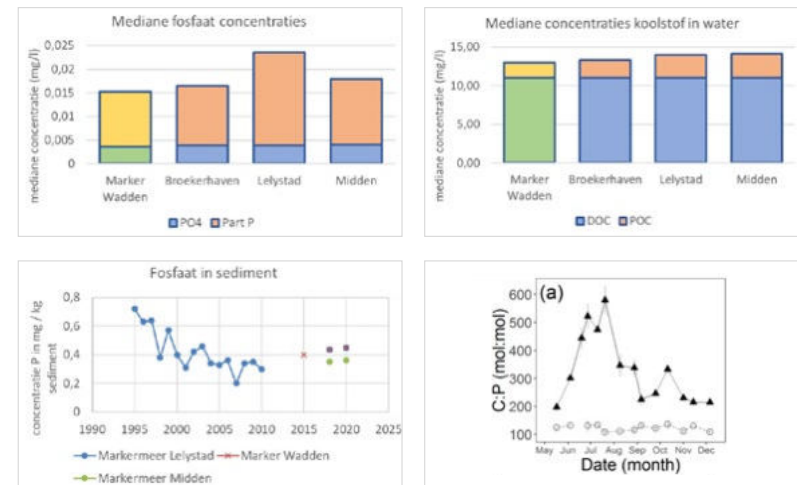 Mediane fosfaat concentraties
mediane concentratie (mg/l)
0,025
0,02
0,015
0,01
0,005
0
Marker Wadden
Broekerhaven
Lelystad
Midden
PO4
Part P
Mediane concentraties koolstof in water
mediane concentratie (mg/l)
15,00
10,00
5,00
0,00
Marker
Wadden
Broekerhaven
Lelystad
Midden
DOC
POC
Fosfaat in sediment
concentratie P in mg / kg
sediment
0,8
0,6
0,4
0,2
0
1990 1995 2000 2005 2010 2015 2020 2025
Markermeer Lelystad
Marker Wadden
Markermeer Midden
(a)
C:P (mol:mol)
600
500
400
300
200
100
May Jun Jul Aug Sep Oct Nov Dec
Date (month)